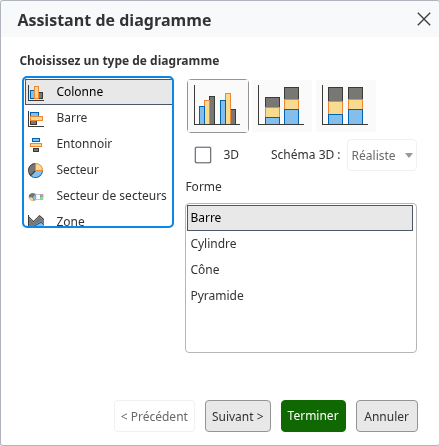 Assistant de diagramme
Choisissez un type de diagramme
Colonne
Barre
Entonnoir
Secteur
Secteur de secteurs
Zone
3D Schéma 3D : Réaliste
Forme
Barre
Cylindre
Cône
Pyramide
< Précédent Suivant > Terminer Annuler